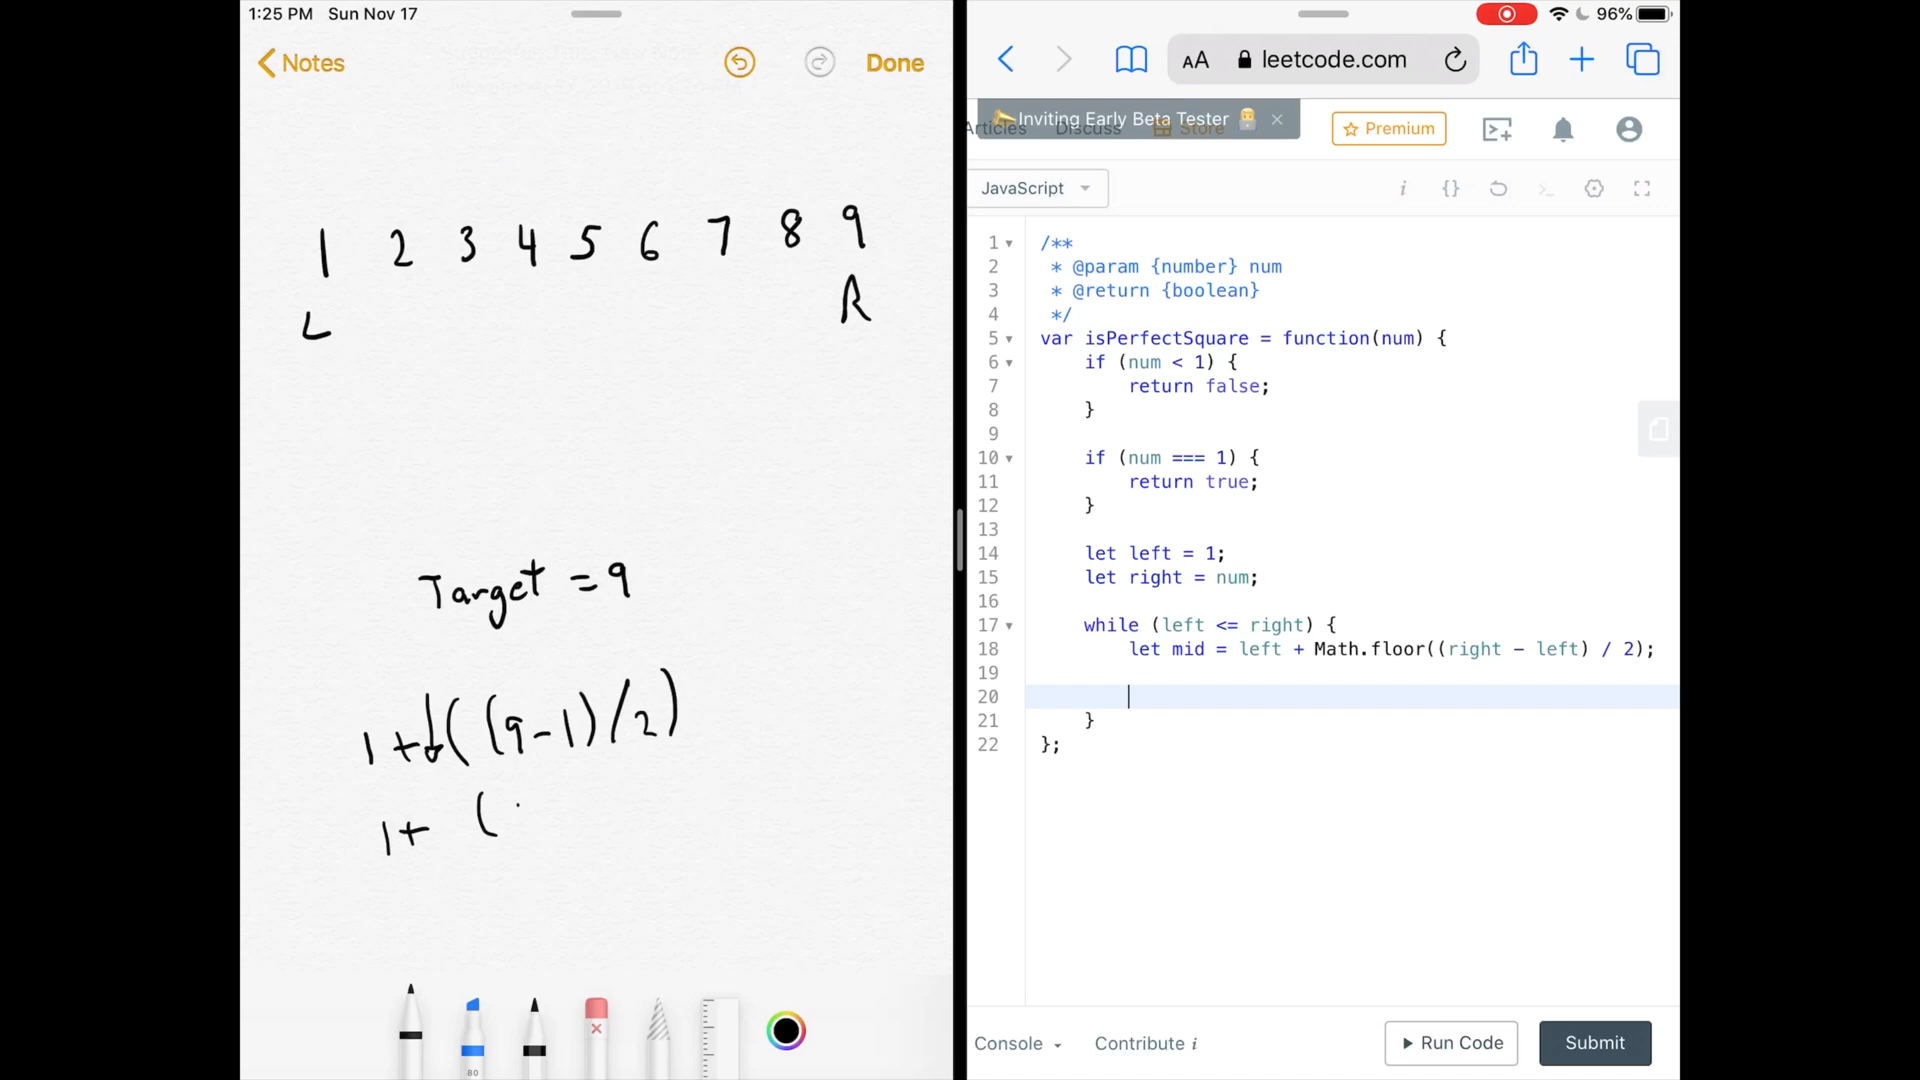 1:25 PM Sun Nov 17
96%
Notes
Done
AA leetcode.com
Inviting Early Beta Tester
Articles Discuss Store
Premium
JavaScript
i {}
1 2 3 4 5 6 7 8 9
L R
Target = 9
1 + ↓((9-1)/2)
1+ (
80
1 /**
2 * @param {number} num
3 * @return {boolean}
4 */
5 var isPerfectSquare = function(num) {
6 if (num < 1) {
7 return false;
8 }
9
10 if (num === 1) {
11 return true;
12 }
13
14 let left = 1;
15 let right = num;
16
17 while (left <= right) {
18 let mid = left + Math.floor((right - left) / 2);
19
20
21 }
22 };
Console Contribute i
Run Code Submit